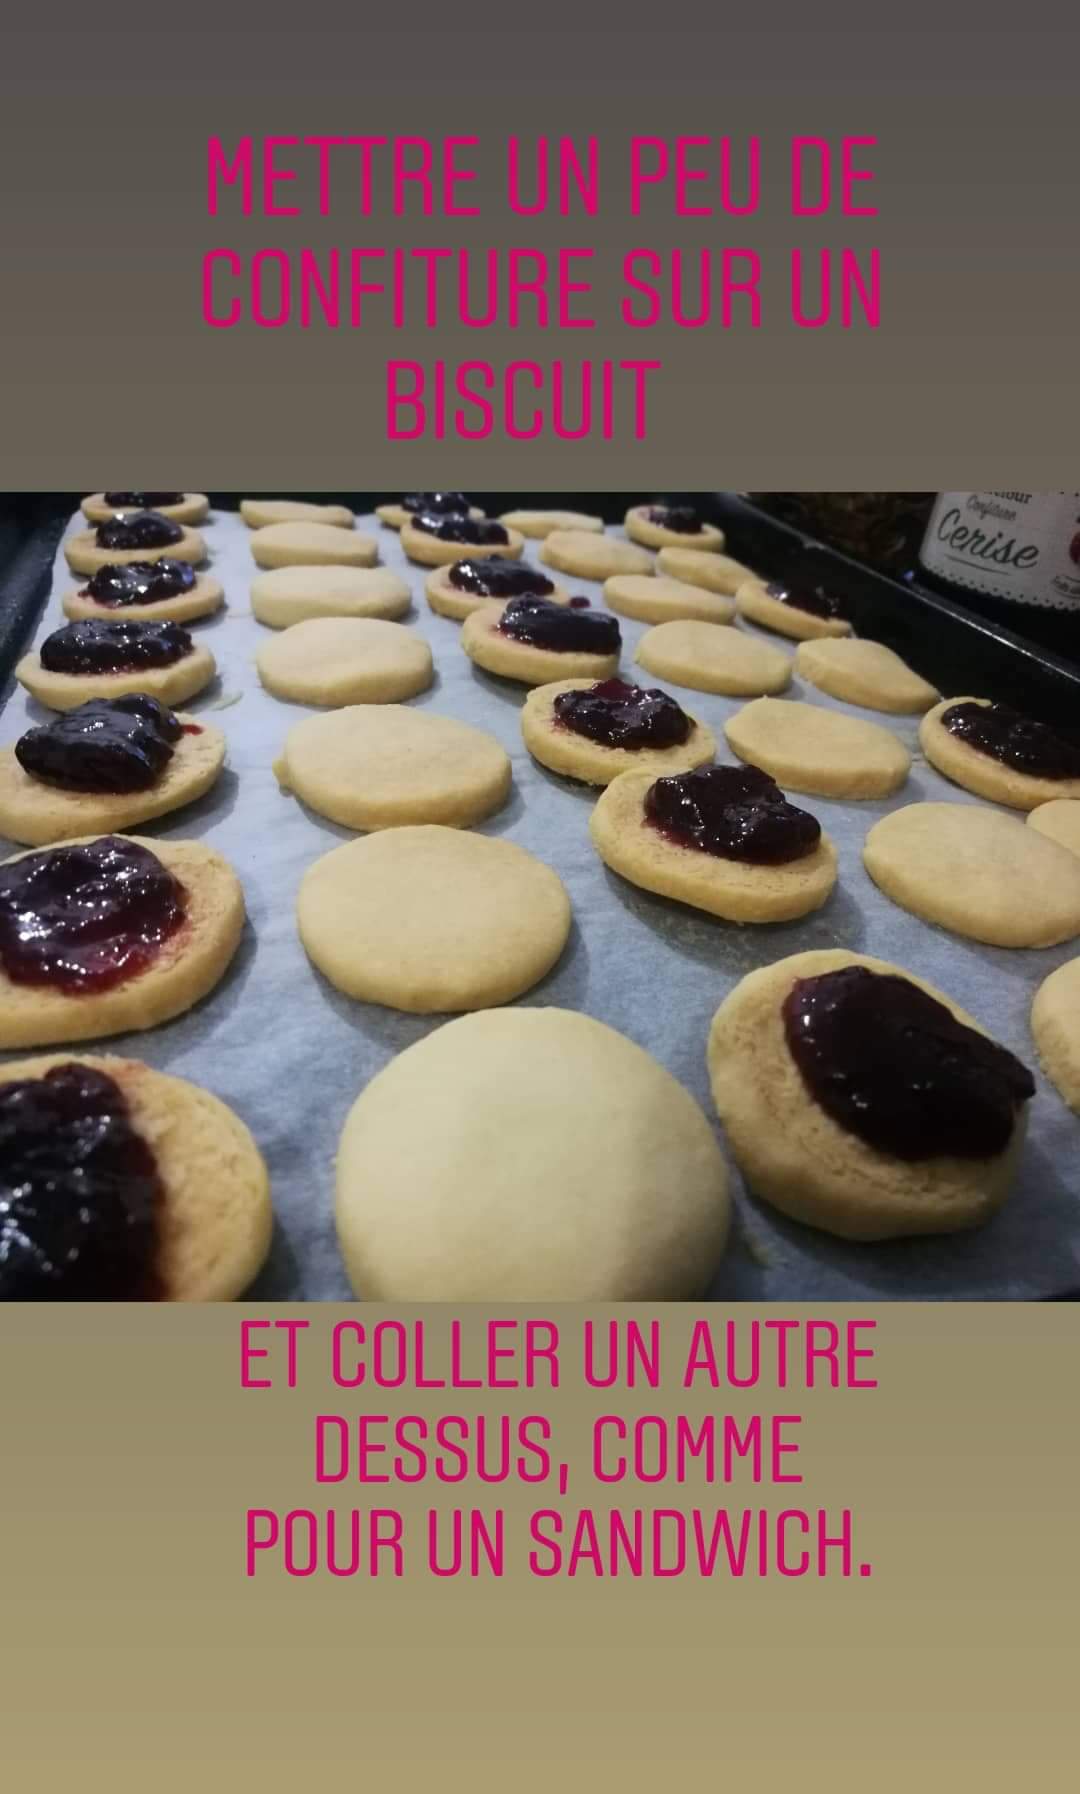 METTRE UN PEU DE
CONFITURE SUR UN
BISCUIT
Confiture
Cerise
ET COLLER UN AUTRE
DESSUS, COMME
POUR UN SANDWICH.